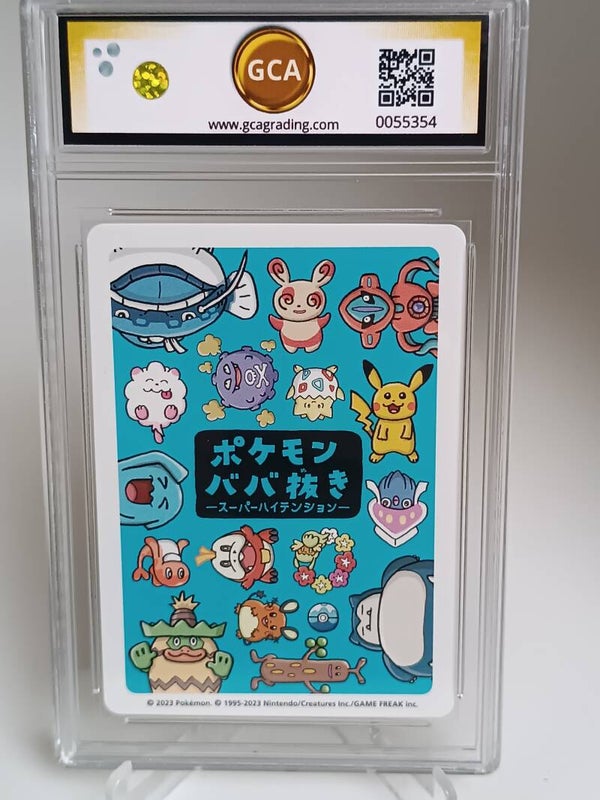 GCA
www.gcagrading.com
0055354
ポケモン
ババ抜き
ースーパーハイテンションー
© 2023 Pokémon. © 1995-2023 Nintendo/Creatures Inc./GAME FREAK inc.